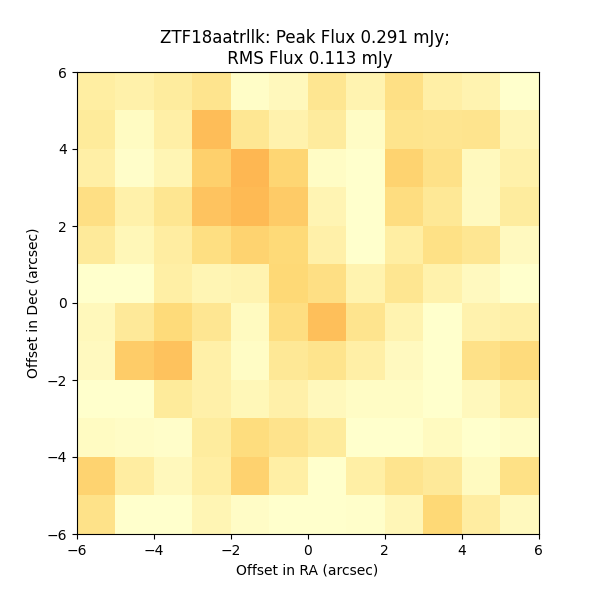 ZTF18aatrllk: Peak Flux 0.291 mJy;
RMS Flux 0.113 mJy
6
4
2
0
−2
−4
−6
Offset in Dec (arcsec)
−6 −4 −2 0 2 4 6
Offset in RA (arcsec)